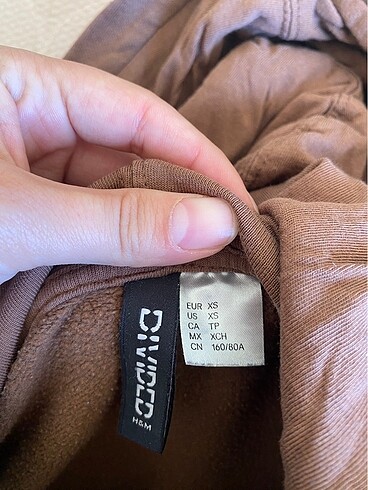 DIVIDED
H&M
EUR XS
US XS
CA TP
MX XCH
CN 160/80A